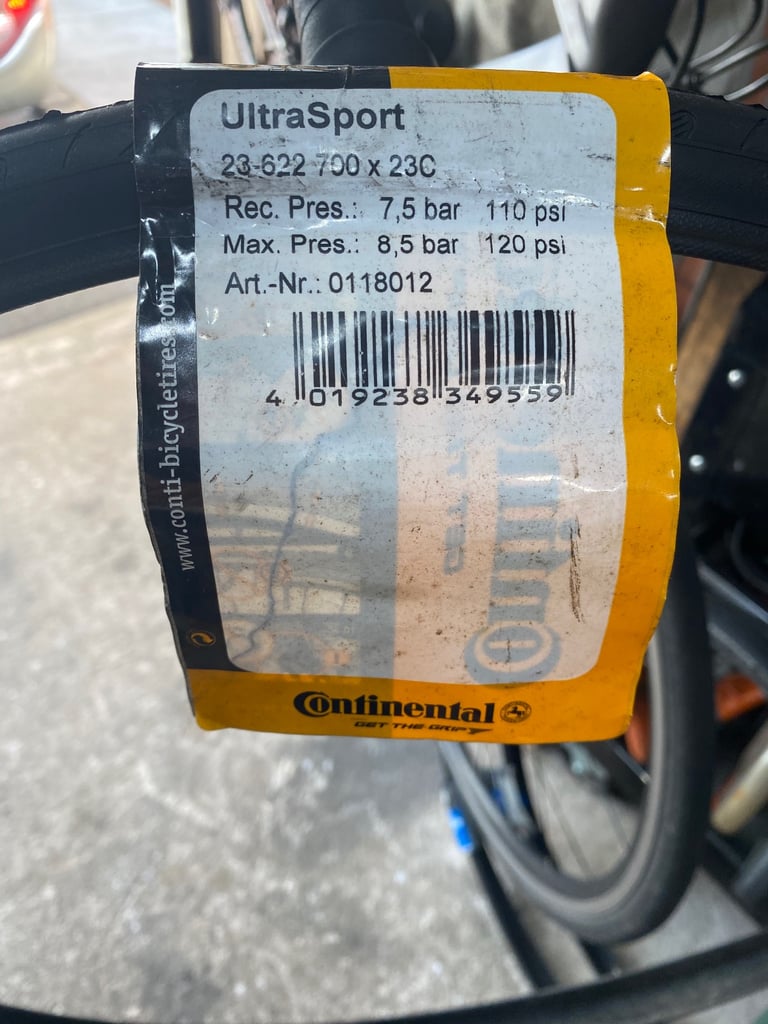 UltraSport
23-622 700 x 23C
Rec. Pres.: 7,5 bar 110 psi
Max. Pres.: 8,5 bar 120 psi
Art.-Nr.: 0118012
4 019238 349559
www.conti-bicycletires.com
Continental
GET THE GRIP